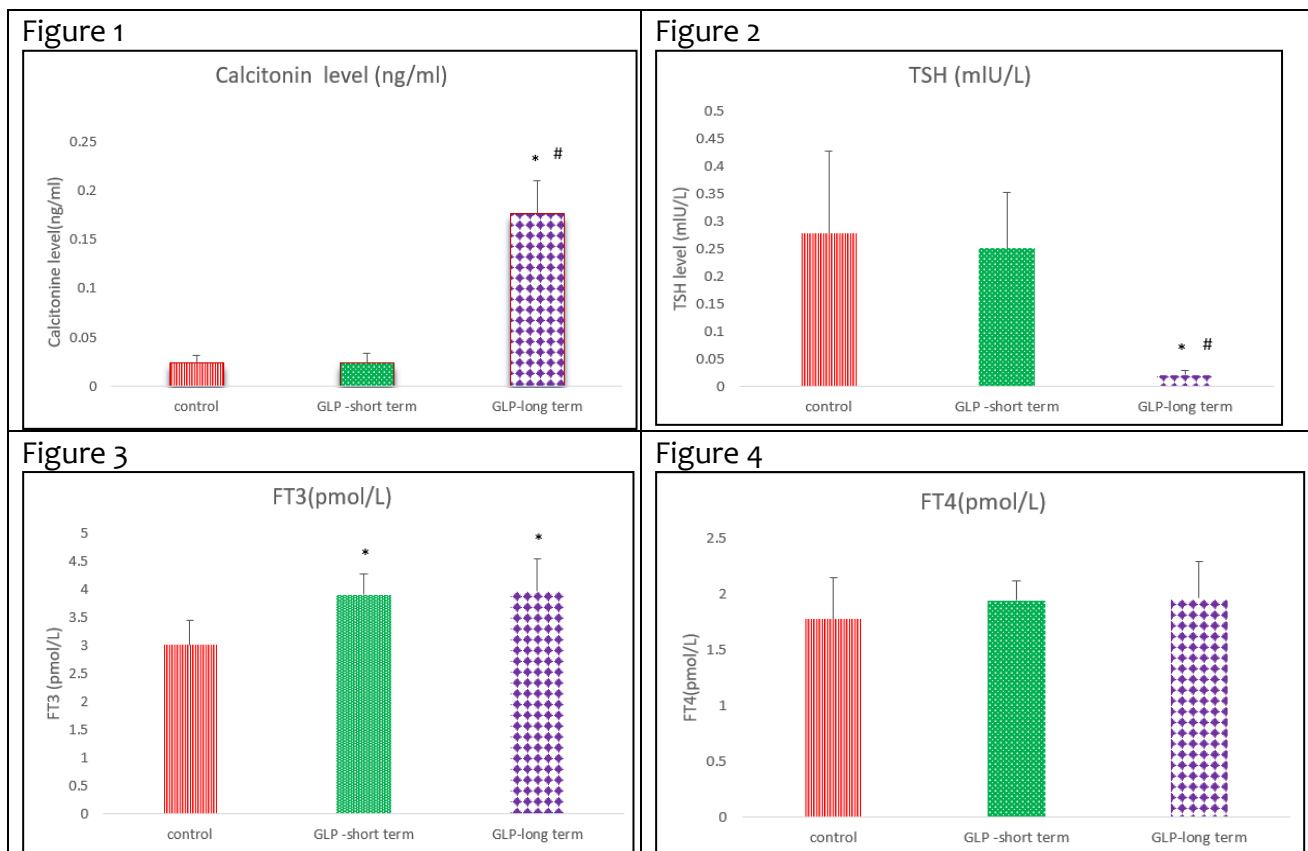 Figure 1
Calcitonin level (ng/ml)
Calcitonine level(ng/ml)
0.25
0.2
0.15
0.1
0.05
0
* #
control
GLP -short term
GLP-long term
Figure 2
TSH (mIU/L)
TSH level (mIU/L)
0.5
0.45
0.4
0.35
0.3
0.25
0.2
0.15
0.1
0.05
0
* #
control
GLP -short term
GLP-long term
Figure 3
FT3(pmol/L)
FT3 (pmol/L)
5
4.5
4
3.5
3
2.5
2
1.5
1
0.5
0
*
*
control
GLP -short term
GLP-long term
Figure 4
FT4(pmol/L)
FT4(pmol/L)
2.5
2
1.5
1
0.5
0
control
GLP -short term
GLP-long term